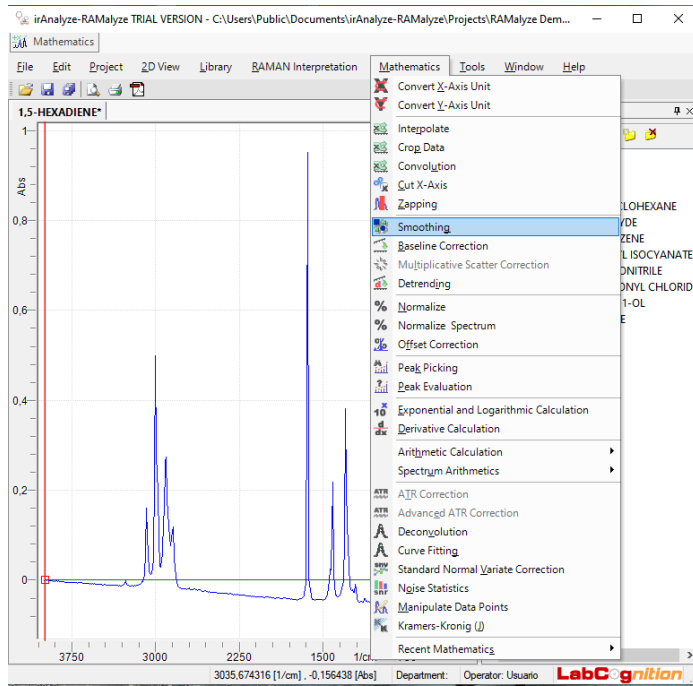 irAnalyze-RAMalyze TRIAL VERSION - C:\Users\Public\Documents\irAnalyze-RAMalyze\Projects\RAMalyze Dem...
Mathematics
File Edit Project 2D View Library RAMAN Interpretation Mathematics Tools Window Help
1,5-HEXADIENE*
Convert X-Axis Unit
Convert Y-Axis Unit
Interpolate
Crop Data
Convolution
Cut X-Axis
Zapping
Smoothing
Baseline Correction
Multiplicative Scatter Correction
Detrending
Normalize
Normalize Spectrum
Offset Correction
Peak Picking
Peak Evaluation
Exponential and Logarithmic Calculation
Derivative Calculation
Arithmetic Calculation
Spectrum Arithmetics
ATR Correction
Advanced ATR Correction
Deconvolution
Curve Fitting
Standard Normal Variate Correction
Noise Statistics
Manipulate Data Points
Kramers-Kronig (J)
Recent Mathematics
CLOHEXANE
YDE
ZENE
YL ISOCYANATE
ONITRILE
ONYL CHLORID
1-OL
E
Abs
1
0,8
0,6
0,4
0,2
0
3750 3000 2250 1500 1/cm
3035,674316 [1/cm] , -0,156438 [Abs] Department: Operator: Usuario LabCognition